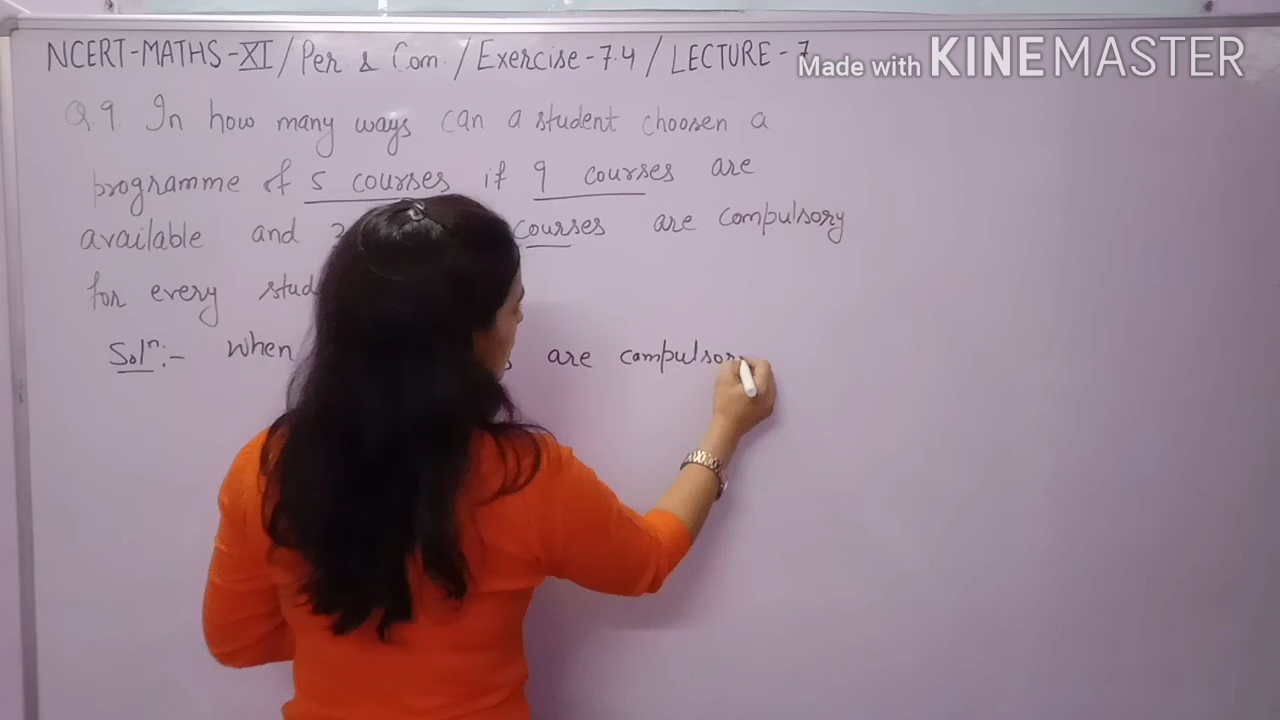 NCERT-MATHS-XI / Per & Com. / Exercise-7.4 / LECTURE-7
Made with KINEMASTER
Q.9. In how many ways can a student choosen a
programme of 5 courses if 9 courses are
available and 2 courses are compulsory
for every stud
Solⁿ:- when are compulsory